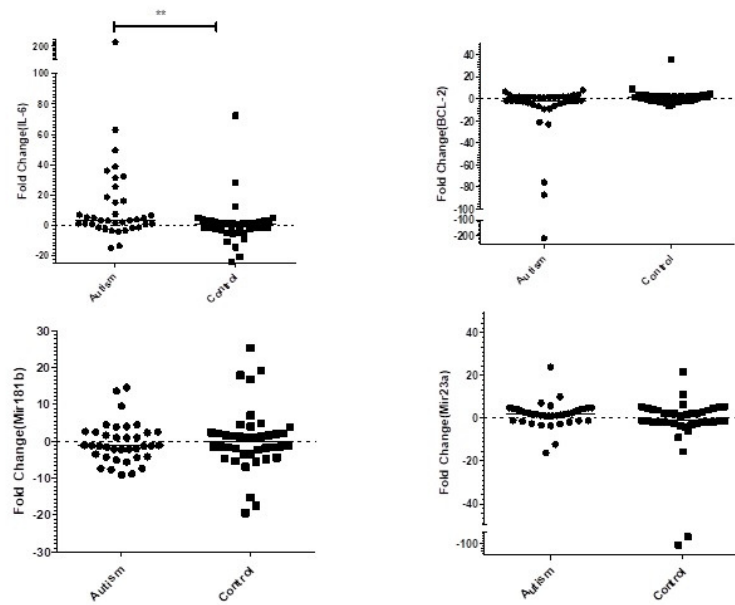 **
Fold Change(IL-6)
200
100
80
60
40
20
0
-20
Autism
Control
Fold Change(BCL-2)
40
20
0
-20
-40
-60
-80
-100
-100
-200
Autism
Control
Fold Change(Mir181b)
30
20
10
0
-10
-20
-30
Autism
Control
Fold Change(Mir23a)
40
20
0
-20
-40
-100
Autism
Control